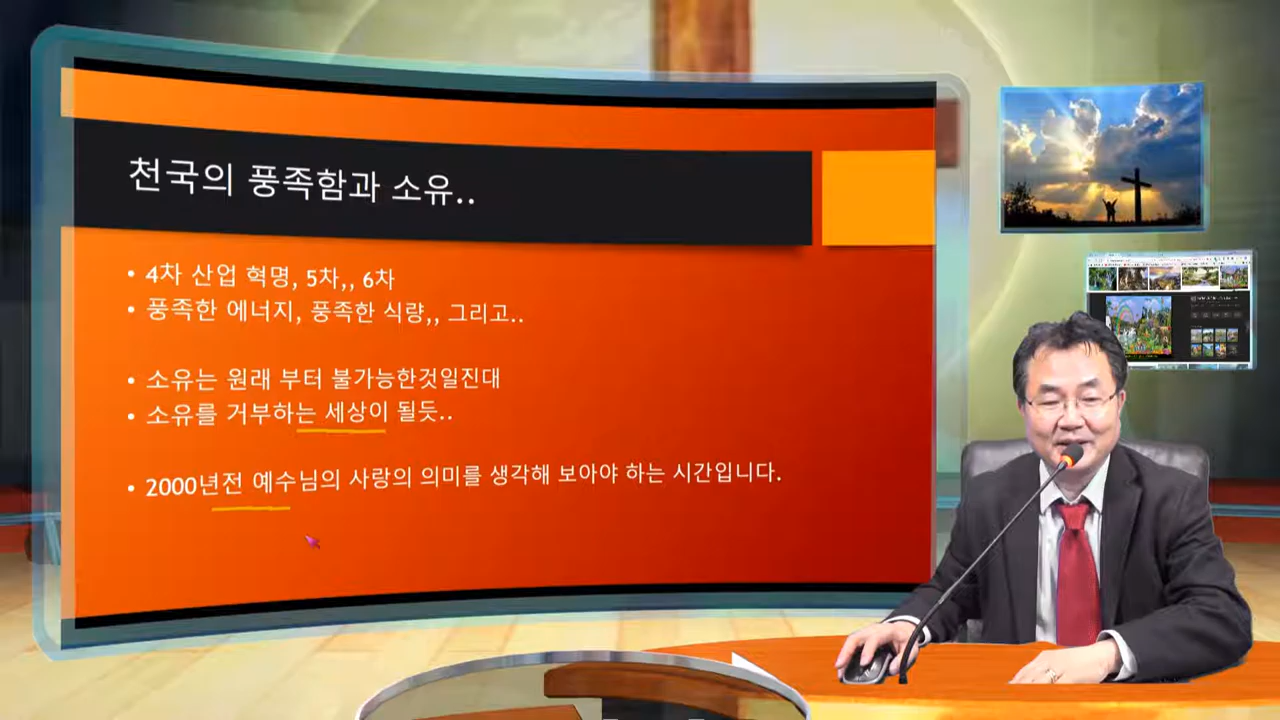 천국의 풍족함과 소유..
• 4차 산업 혁명, 5차,, 6차
• 풍족한 에너지, 풍족한 식량,, 그리고..
• 소유는 원래 부터 불가능한것일진대
• 소유를 거부하는 세상이 될듯..
• 2000년전 예수님의 사랑의 의미를 생각해 보아야 하는 시간입니다.